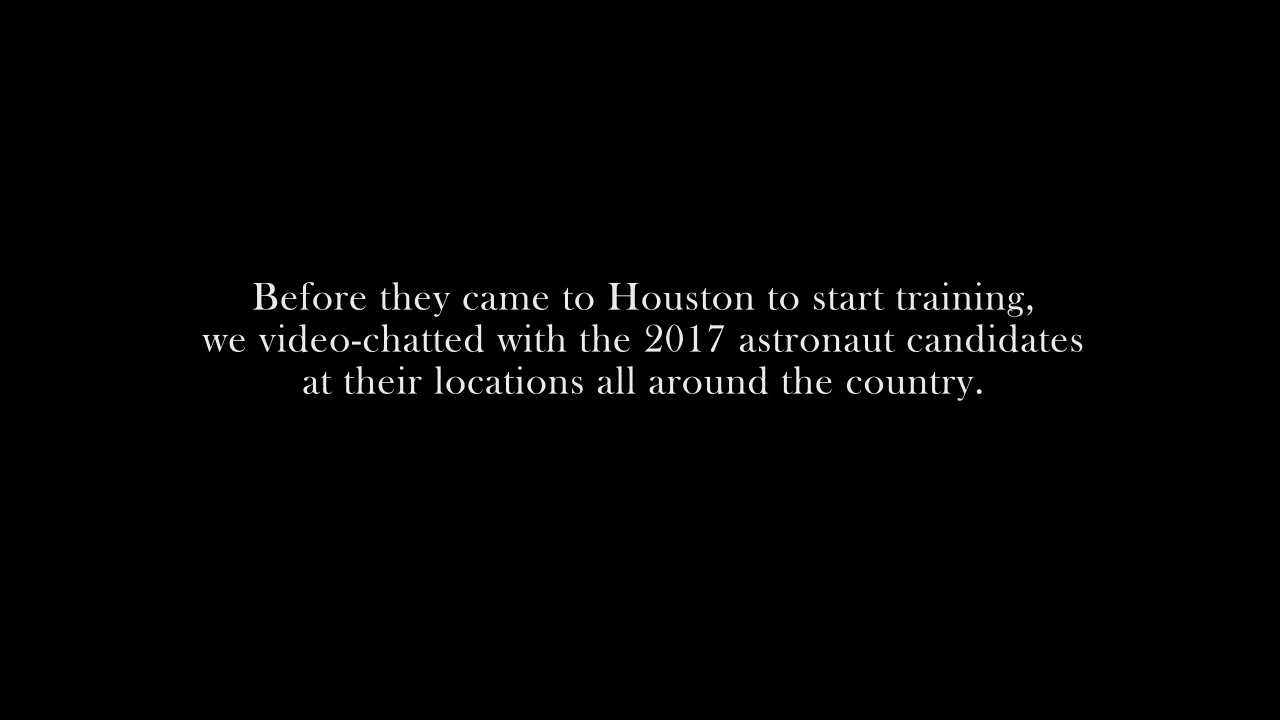 Before they came to Houston to start training,
we video-chatted with the 2017 astronaut candidates
at their locations all around the country.